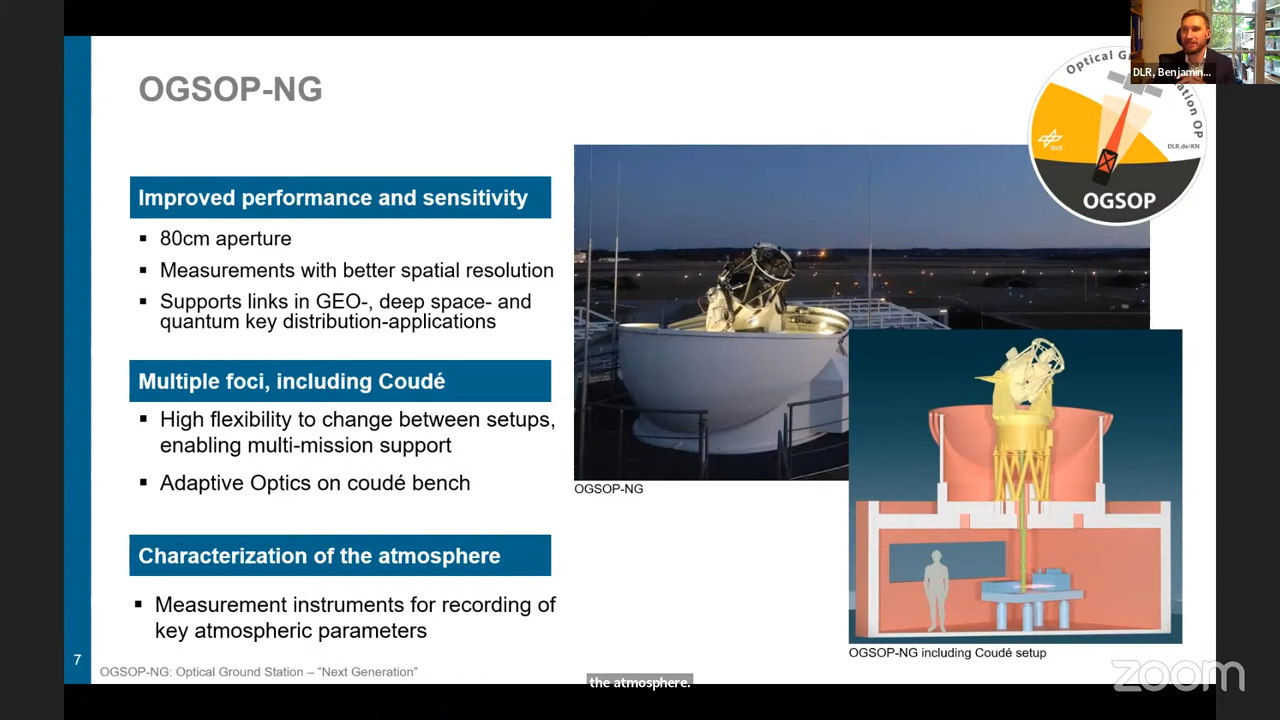 OGSOP-NG
DLR, Benjamin...
Optical Gr
ation OP
DLR
DLR.de/KN
OGSOP
Improved performance and sensitivity
▪ 80cm aperture
▪ Measurements with better spatial resolution
▪ Supports links in GEO-, deep space- and
quantum key distribution-applications
Multiple foci, including Coudé
▪ High flexibility to change between setups,
enabling multi-mission support
▪ Adaptive Optics on coudé bench
Characterization of the atmosphere
▪ Measurement instruments for recording of
key atmospheric parameters
OGSOP-NG
OGSOP-NG including Coudé setup
7
OGSOP-NG: Optical Ground Station – "Next Generation"
the atmosphere.
zoom